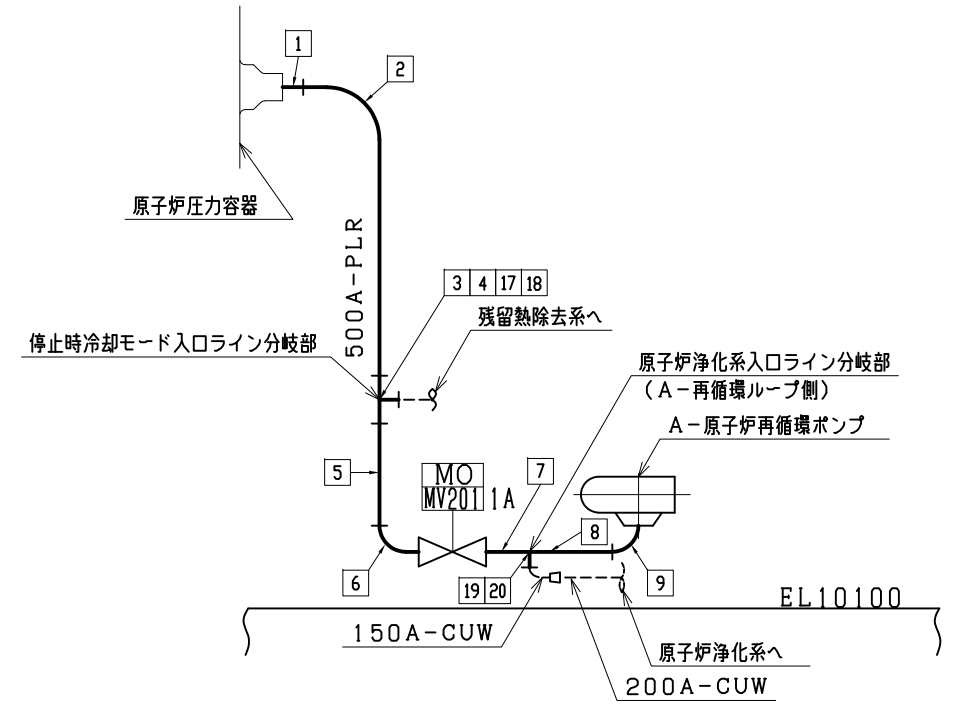 1
2
原子炉圧力容器
500A-PLR
3 4 17 18
残留熱除去系へ
停止時冷却モード入口ライン分岐部
原子炉浄化系入口ライン分岐部
(A-再循環ループ側)
A-原子炉再循環ポンプ
5
MO
MV201 1A
7
8
6
19 20
9
EL10100
150A-CUW
原子炉浄化系へ
200A-CUW